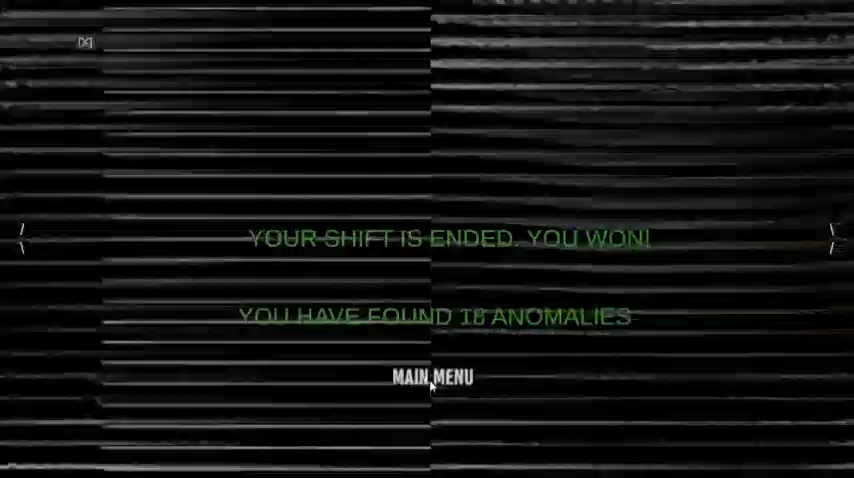 YOUR SHIFT IS ENDED. YOU WON!
YOU HAVE FOUND 18 ANOMALIES
MAIN MENU